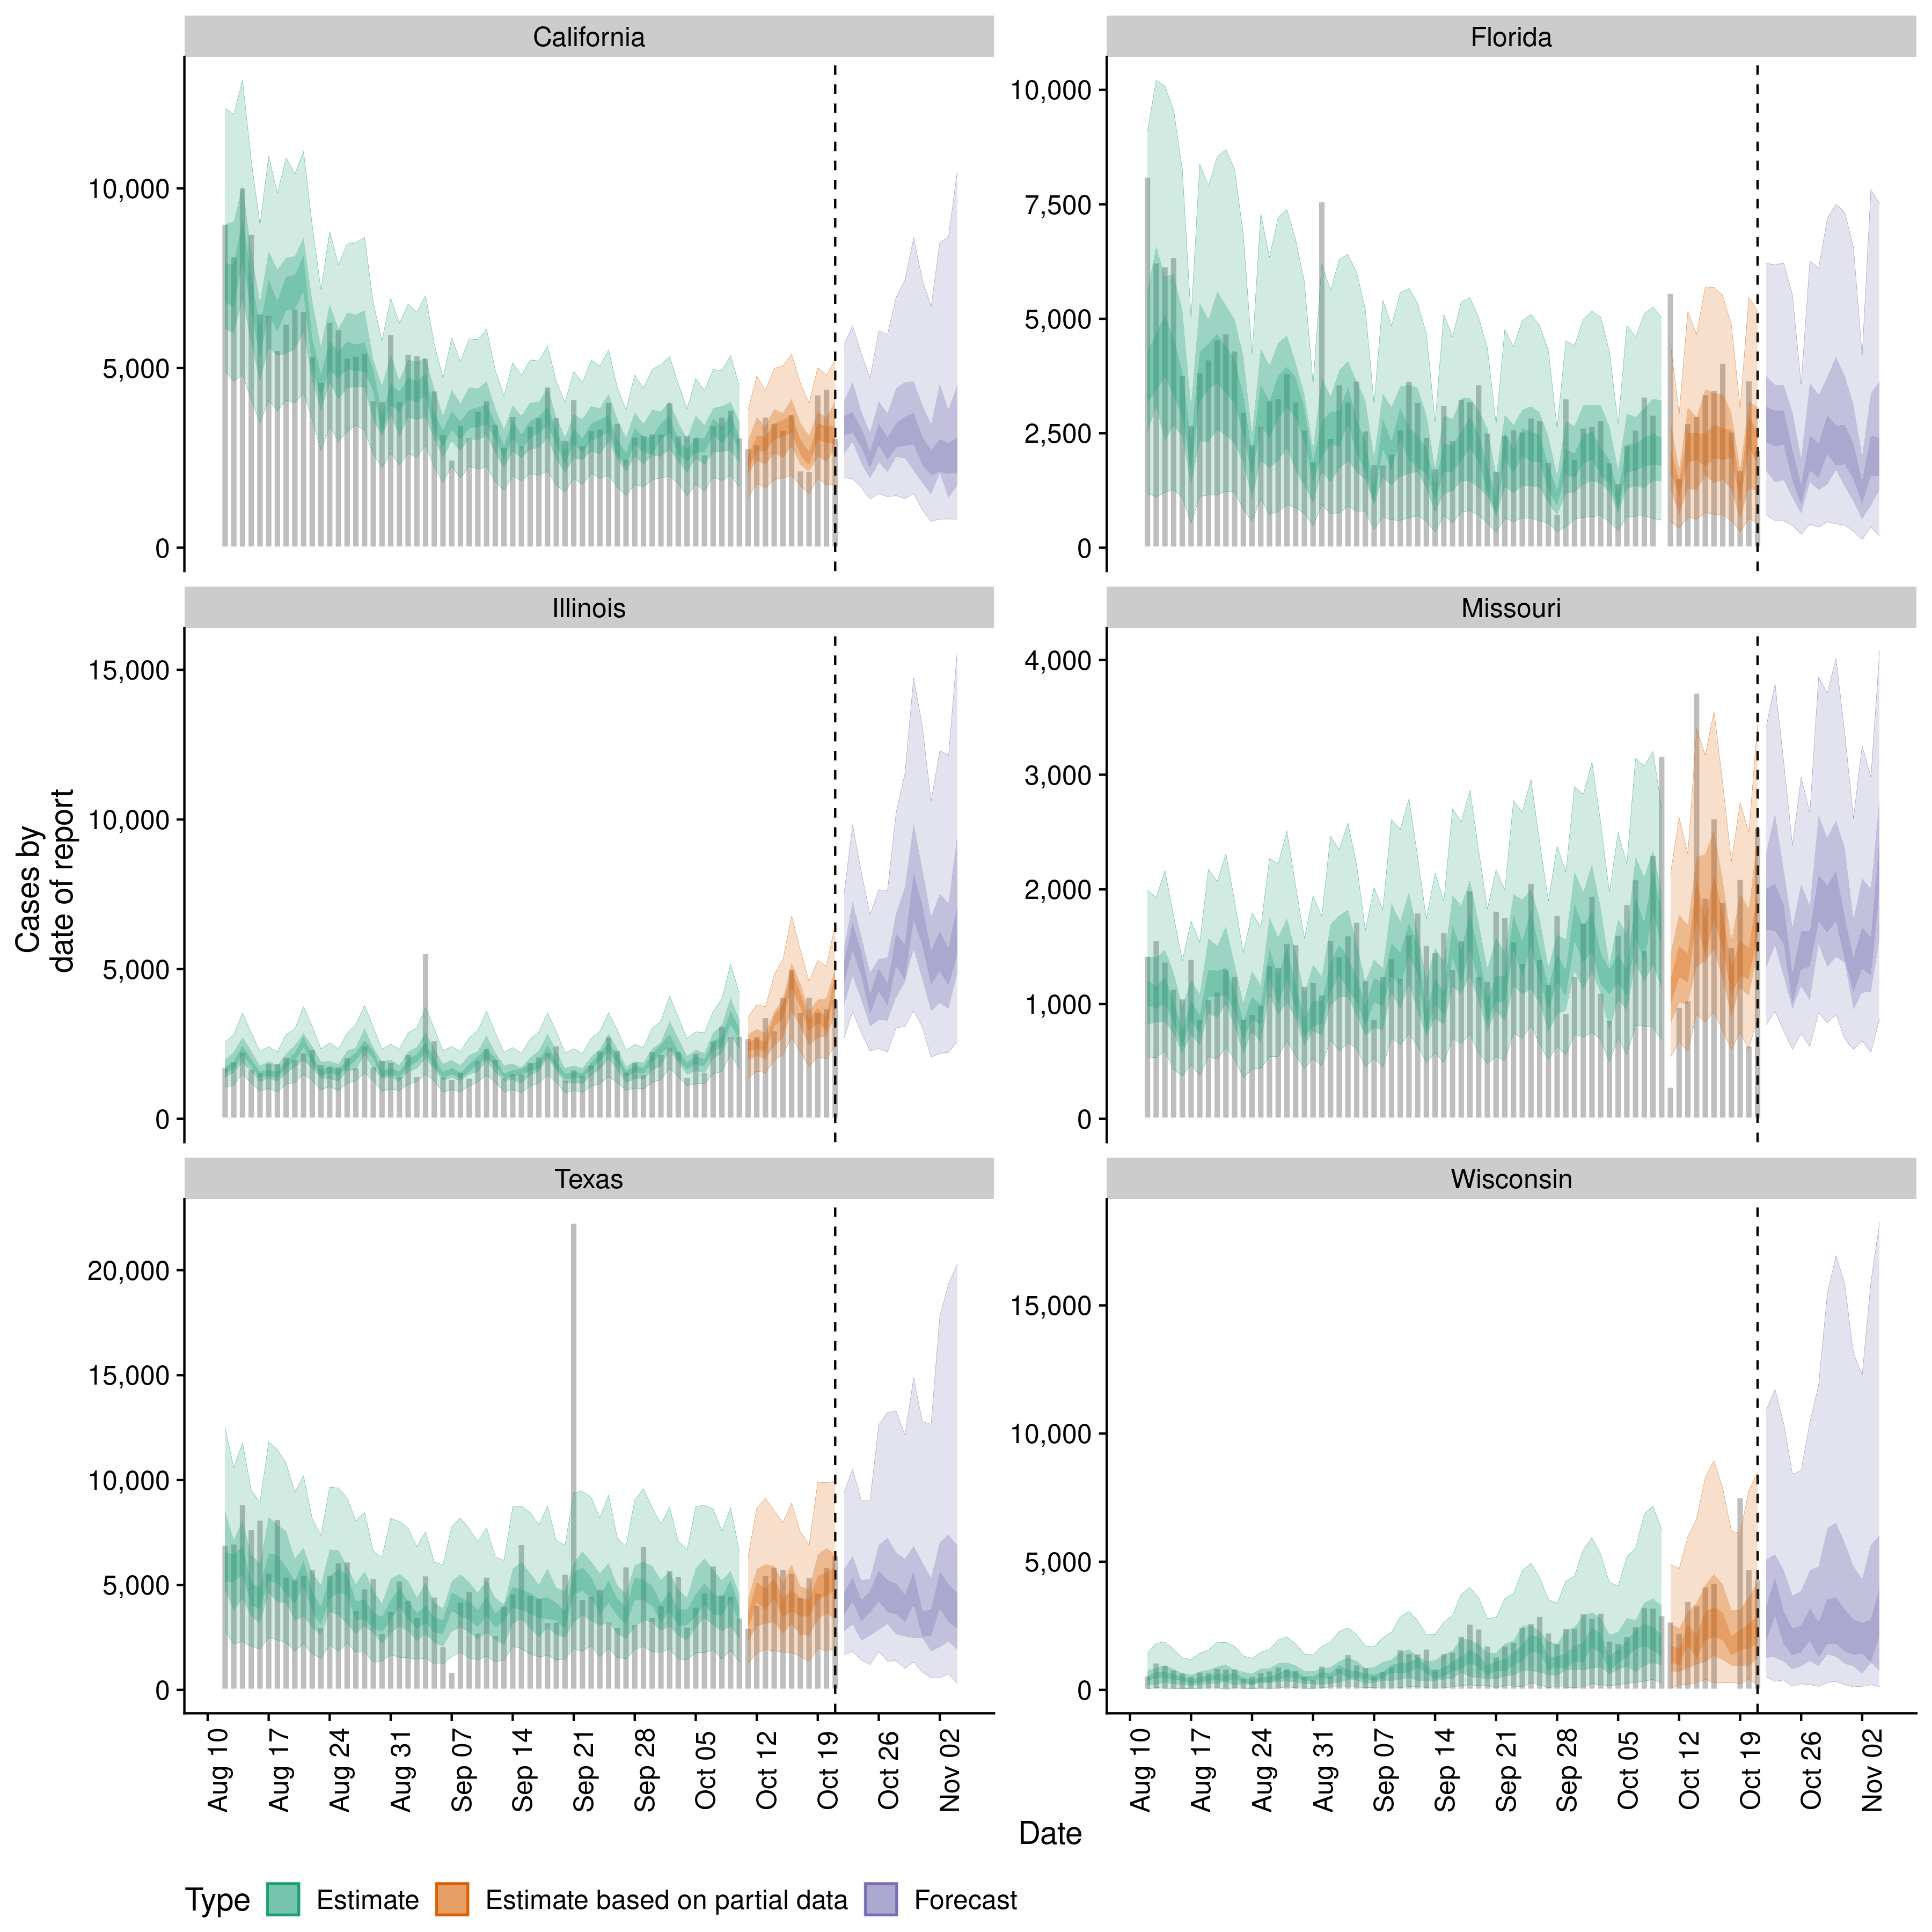 California
Florida
10,000
5,000
0
10,000
7,500
5,000
2,500
0
Illinois
Missouri
15,000
10,000
5,000
0
4,000
3,000
2,000
1,000
0
Cases by
date of report
Texas
Wisconsin
20,000
15,000
10,000
5,000
0
15,000
10,000
5,000
0
Aug 10
Aug 17
Aug 24
Aug 31
Sep 07
Sep 14
Sep 21
Sep 28
Oct 05
Oct 12
Oct 19
Oct 26
Nov 02
Aug 10
Aug 17
Aug 24
Aug 31
Sep 07
Sep 14
Sep 21
Sep 28
Oct 05
Oct 12
Oct 19
Oct 26
Nov 02
Date
Type Estimate Estimate based on partial data Forecast